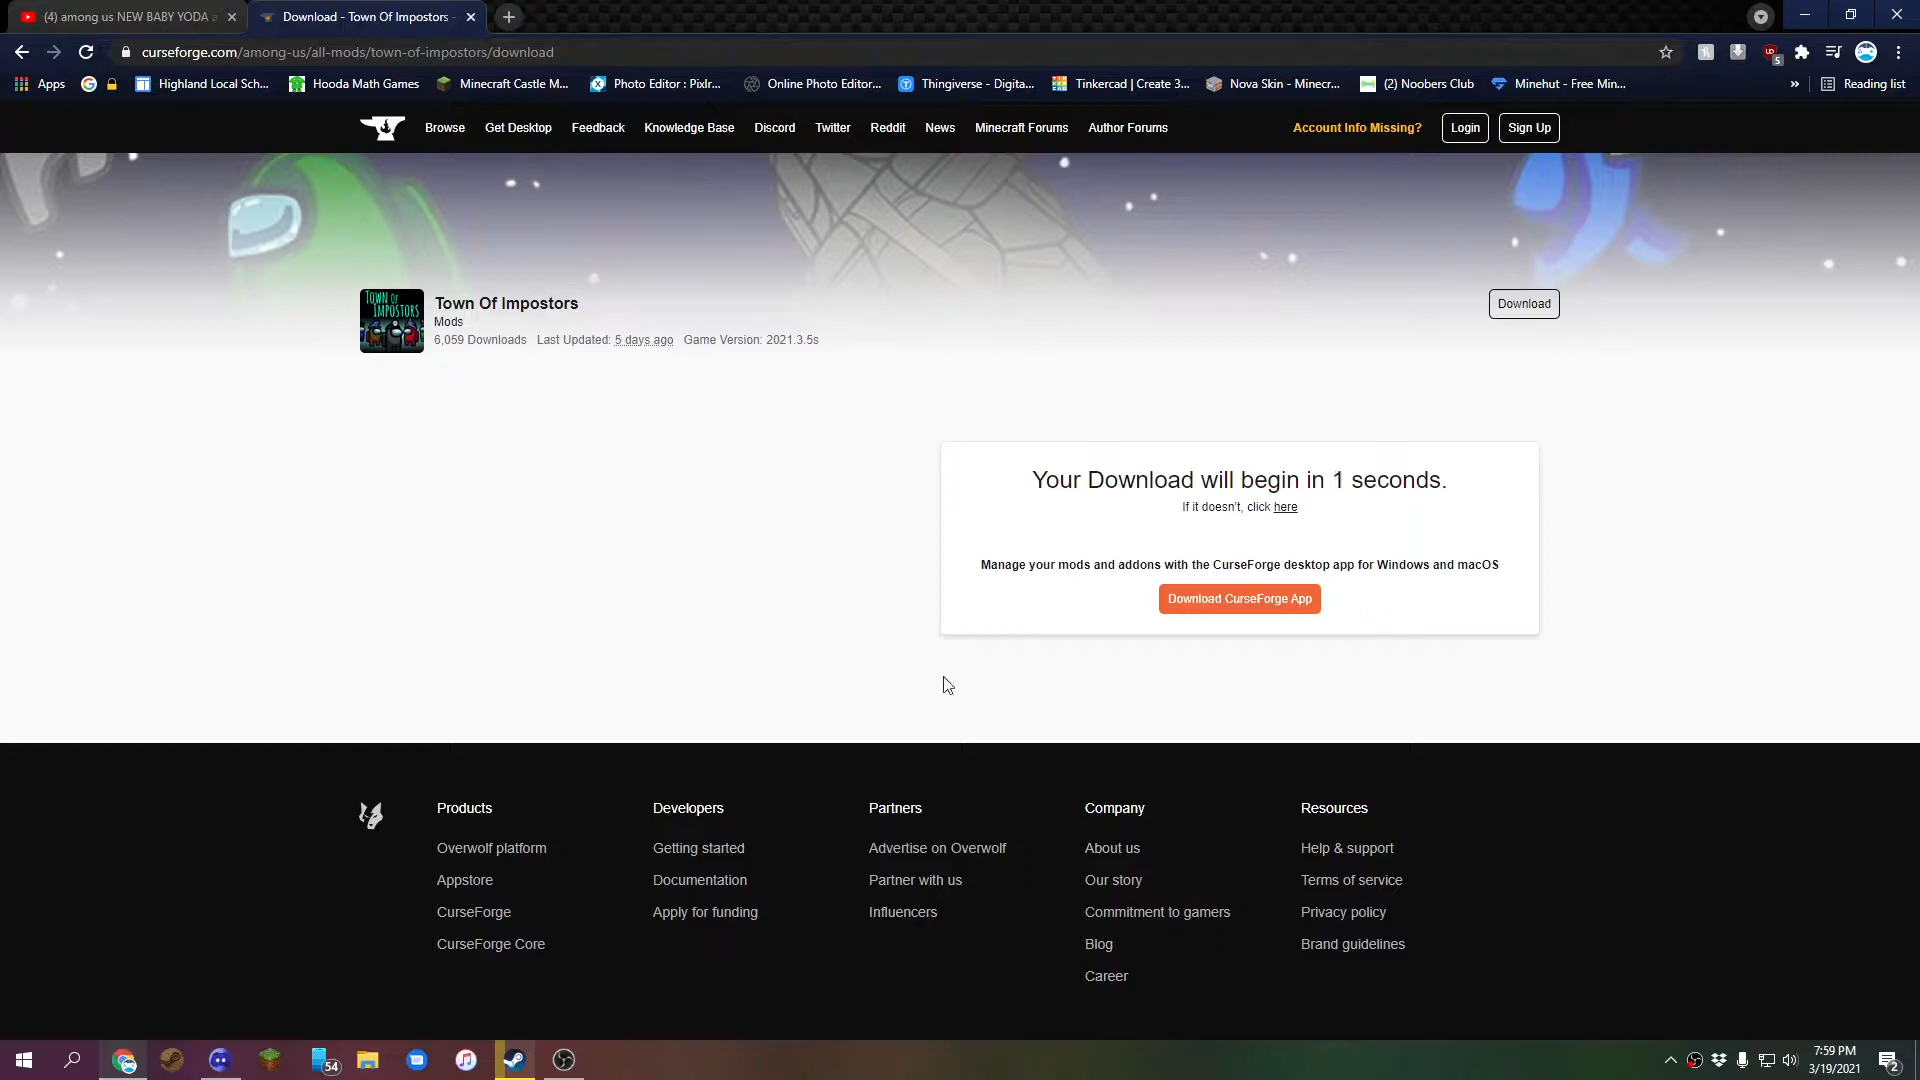 (4) among us NEW BABY YODA
Download - Town Of Impostors -
curseforge.com/among-us/all-mods/town-of-impostors/download
5
Apps
Highland Local Sch...
Hooda Math Games
Minecraft Castle M...
Photo Editor : Pixlr...
Online Photo Editor...
Thingiverse - Digita...
Tinkercad | Create 3...
Nova Skin - Minecr...
(2) Noobers Club
Minehut - Free Min...
»
Reading list
Browse
Get Desktop
Feedback
Knowledge Base
Discord
Twitter
Reddit
News
Minecraft Forums
Author Forums
Account Info Missing?
Login
Sign Up
TOWN OF
IMPOSTORS
Town Of Impostors
Mods
6,059 Downloads Last Updated: 5 days ago Game Version: 2021.3.5s
Download
Your Download will begin in 1 seconds.
If it doesn't, click here
Manage your mods and addons with the CurseForge desktop app for Windows and macOS
Download CurseForge App
Products
Overwolf platform
Appstore
CurseForge
CurseForge Core
Developers
Getting started
Documentation
Apply for funding
Partners
Advertise on Overwolf
Partner with us
Influencers
Company
About us
Our story
Commitment to gamers
Blog
Career
Resources
Help & support
Terms of service
Privacy policy
Brand guidelines
54
7:59 PM
3/19/2021
2